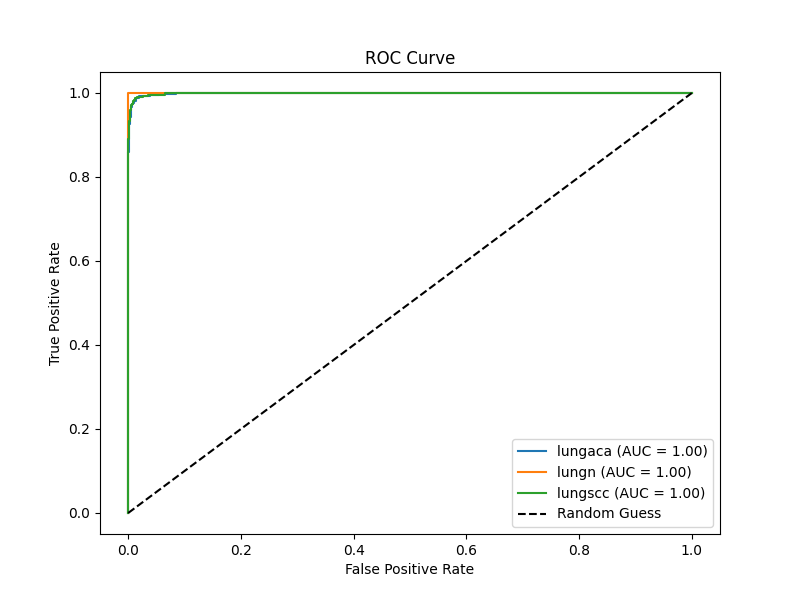 ROC Curve
1.0
0.8
0.6
0.4
0.2
0.0
True Positive Rate
0.0 0.2 0.4 0.6 0.8 1.0
False Positive Rate
lungaca (AUC = 1.00)
lungn (AUC = 1.00)
lungscc (AUC = 1.00)
Random Guess